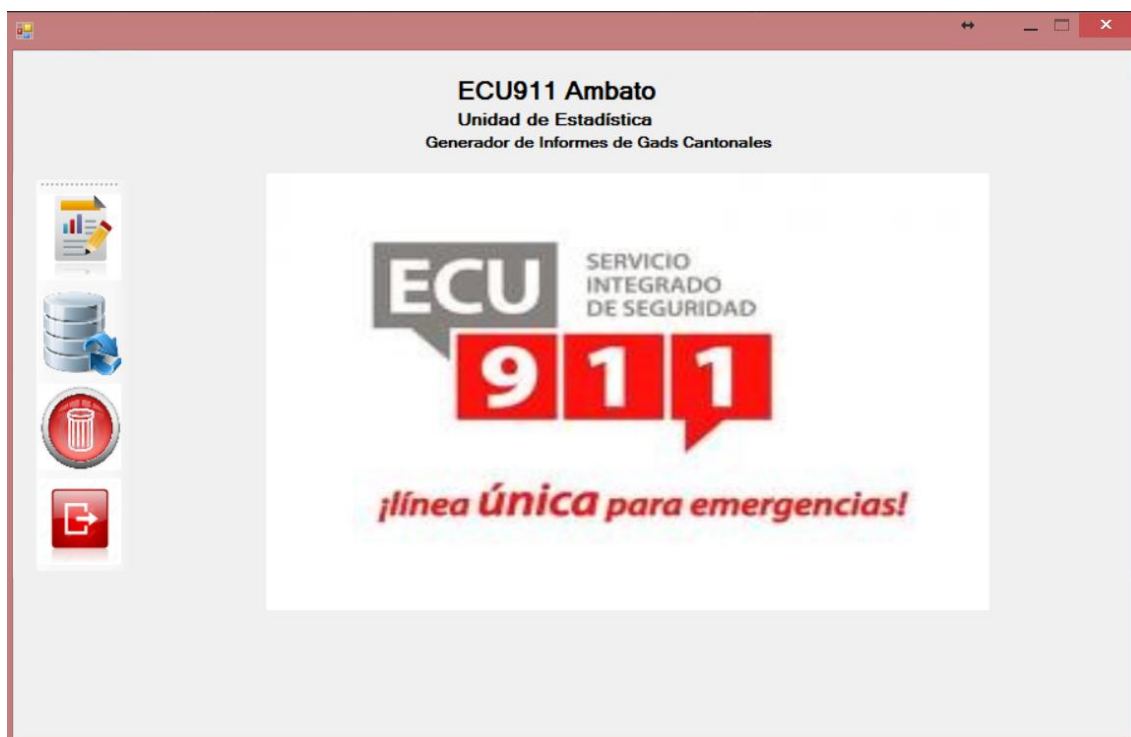 ECU911 Ambato
Unidad de Estadística
Generador de Informes de Gads Cantonales
ECU
SERVICIO
INTEGRADO
DE SEGURIDAD
911
¡línea única para emergencias!